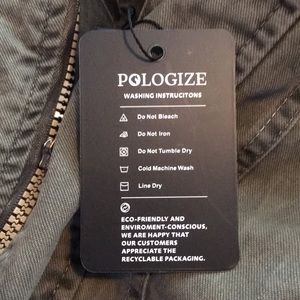 POLOGIZE
WASHING INSTRUCITONS
Do Not Bleach
Do Not Iron
Do Not Tumble Dry
Cold Machine Wash
Line Dry
ECO-FRIENDLY AND
ENVIROMENT-CONSCIOUS,
WE ARE HAPPY THAT
OUR CUSTOMERS
APPRECIATE THE
RECYCLABLE PACKAGING.